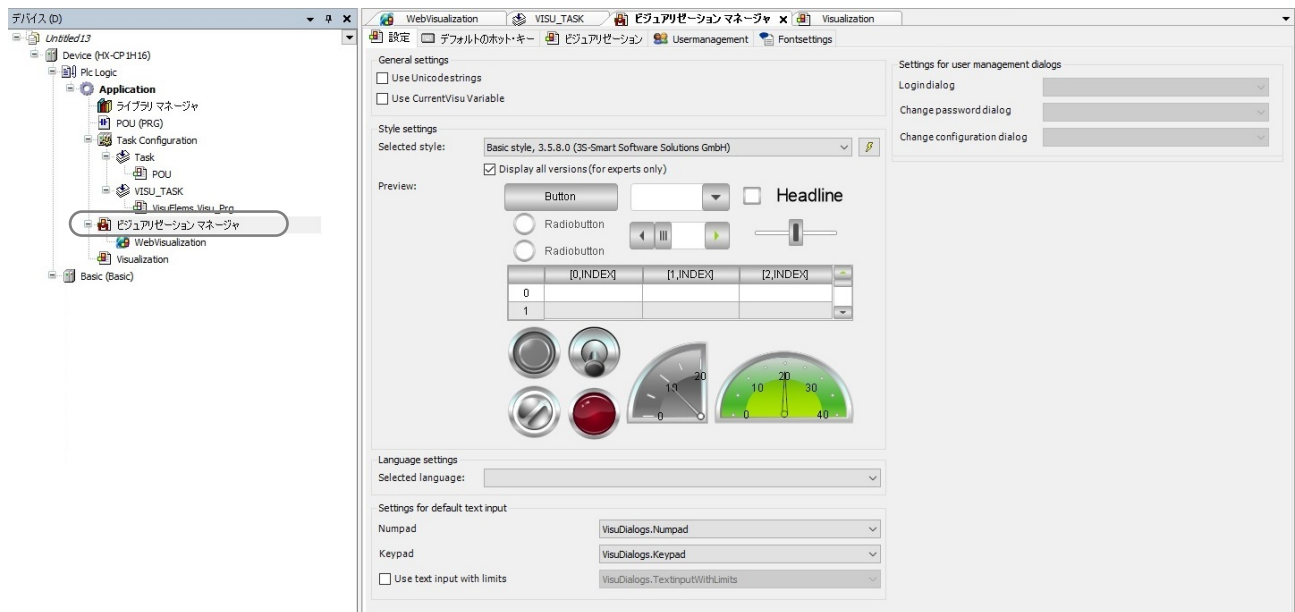 デバイス (D)
Untitled13
Device (HX-CP1H16)
Plc Logic
Application
ライブラリ マネージャ
POU (PRG)
Task Configuration
Task
POU
VISU_TASK
VisuElems.Visu_Prg
ビジュアリゼーション マネージャ
WebVisualization
Visualization
Basic (Basic)
WebVisualization VISU_TASK ビジュアリゼーション マネージャ x Visualization
設定 デフォルトのホット・キー ビジュアリゼーション Usermanagement Fontsettings
General settings
Use Unicodestrings
Use CurrentVisu Variable
Style settings
Selected style: Basic style, 3.5.8.0 (3S-Smart Software Solutions GmbH)
Display all versions (for experts only)
Preview:
Button Headline
Radiobutton
Radiobutton
[0,INDEX] [1,INDEX] [2,INDEX]
0
1
0 10 20
0 10 20 30 40
Language settings
Selected language:
Settings for default text input
Numpad VisuDialogs.Numpad
Keypad VisuDialogs.Keypad
Use text input with limits VisuDialogs.TextinputWithLimits
Settings for user management dialogs
Login dialog
Change password dialog
Change configuration dialog